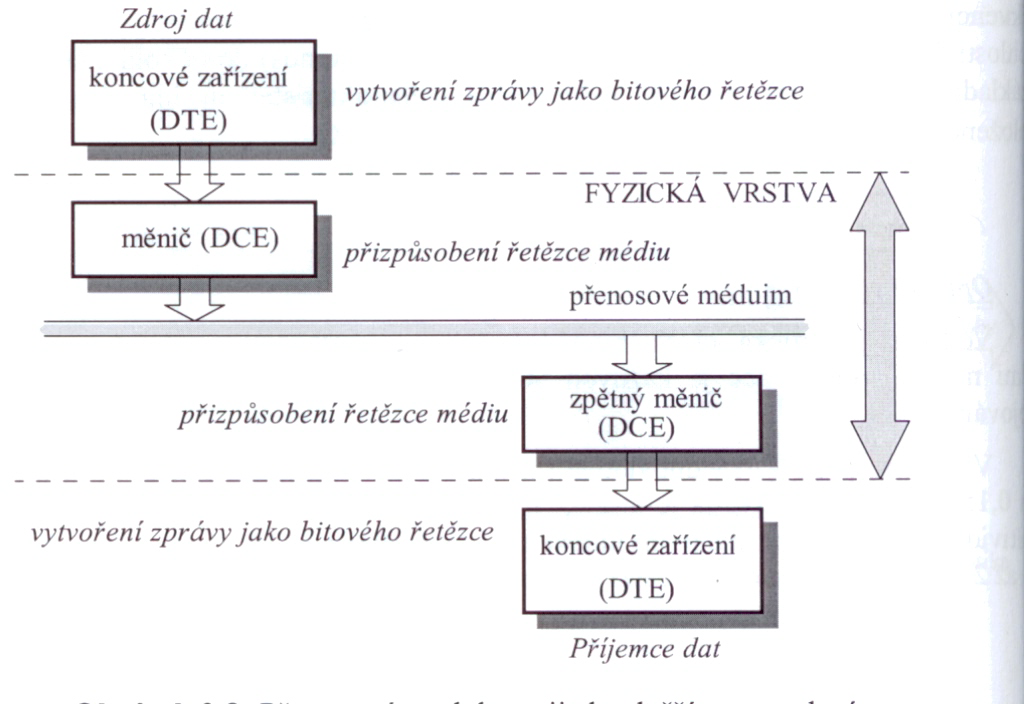 Zdroj dat
koncové zařízení
(DTE)
vytvoření zprávy jako bitového řetězce
FYZICKÁ VRSTVA
měnič (DCE)
přizpůsobení řetězce médiu
přenosové méduim
zpětný měnič
(DCE)
přizpůsobení řetězce médiu
vytvoření zprávy jako bitového řetězce
koncové zařízení
(DTE)
Příjemce dat